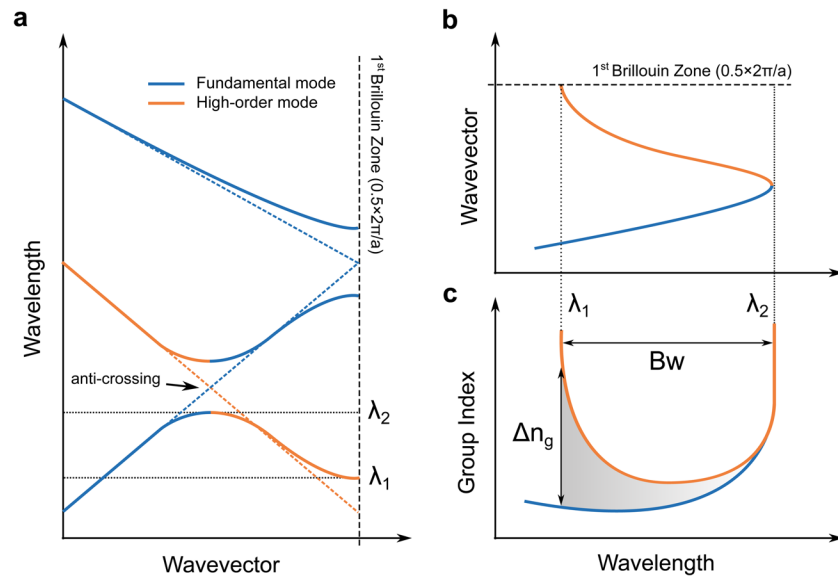 a
Fundamental mode
High-order mode
1st Brillouin Zone (0.5×2π/a)
Wavelength
anti-crossing
λ2
λ1
Wavevector
b
1st Brillouin Zone (0.5×2π/a)
Wavevector
c
λ1
λ2
Bw
Δng
Group Index
Wavelength